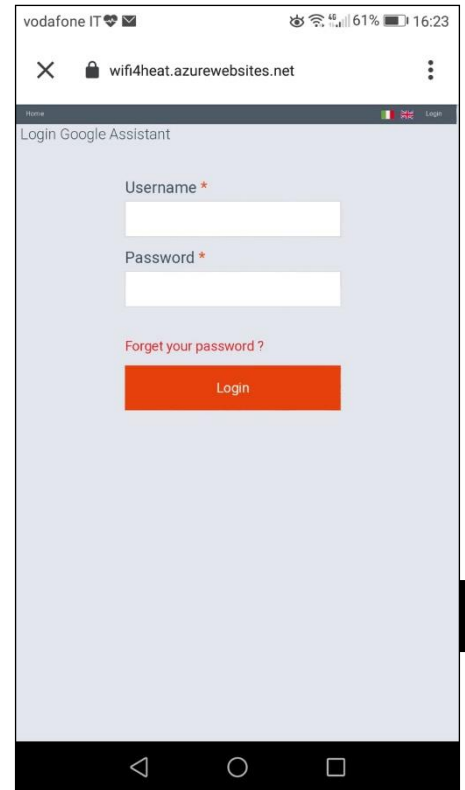 vodafone IT 4G 61% 16:23
wifi4heat.azurewebsites.net
Home Login
Login Google Assistant
Username *
Password *
Forget your password ?
Login